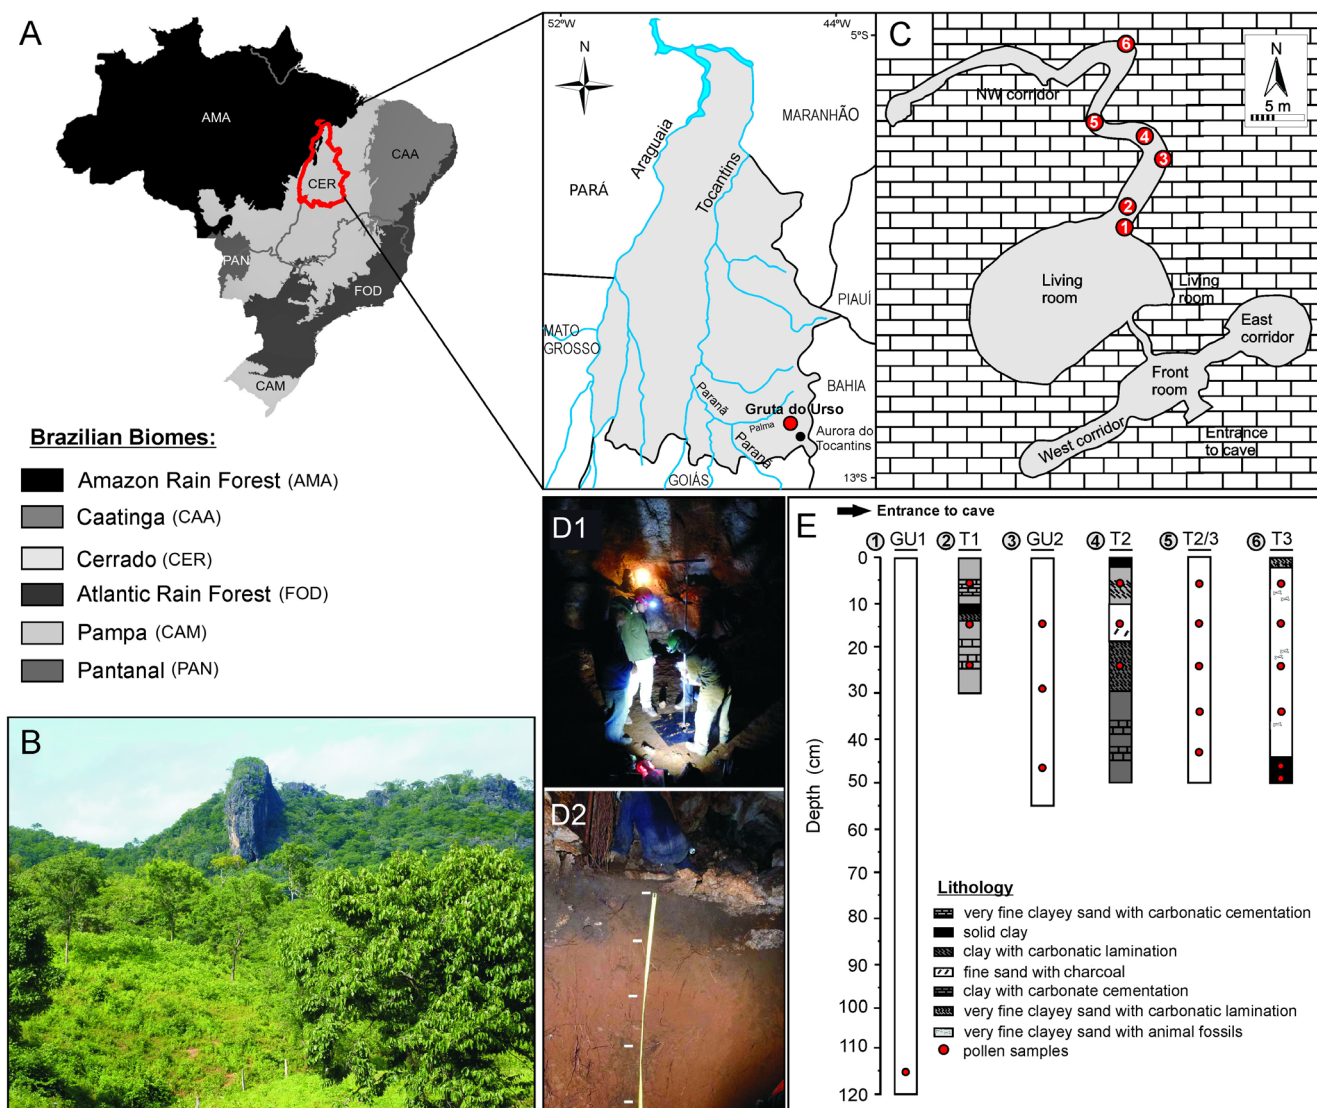 A
AMA
CAA
CER
PAN
FOD
CAM
Brazilian Biomes:
Amazon Rain Forest (AMA)
Caatinga (CAA)
Cerrado (CER)
Atlantic Rain Forest (FOD)
Pampa (CAM)
Pantanal (PAN)
52°W
44°W
5°S
N
MARANHÃO
Araguaia
Tocantins
PARÁ
PIAUÍ
MATO
GROSSO
BAHIA
Paranã
Gruta do Urso
Palma
Aurora do
Tocantins
Paranã
GOIÁS
13°S
C
6
N
5 m
NW corridor
5
4
3
2
1
Living
room
Living
room
East
corridor
Front
room
West corridor
Entrance
to cave
B
D1
D2
E
Entrance to cave
1 GU1
2 T1
3 GU2
4 T2
5 T2/3
6 T3
Depth (cm)
0
10
20
30
40
50
60
70
80
90
100
110
120
Lithology
very fine clayey sand with carbonatic cementation
solid clay
clay with carbonatic lamination
fine sand with charcoal
clay with carbonate cementation
very fine clayey sand with carbonatic lamination
very fine clayey sand with animal fossils
pollen samples